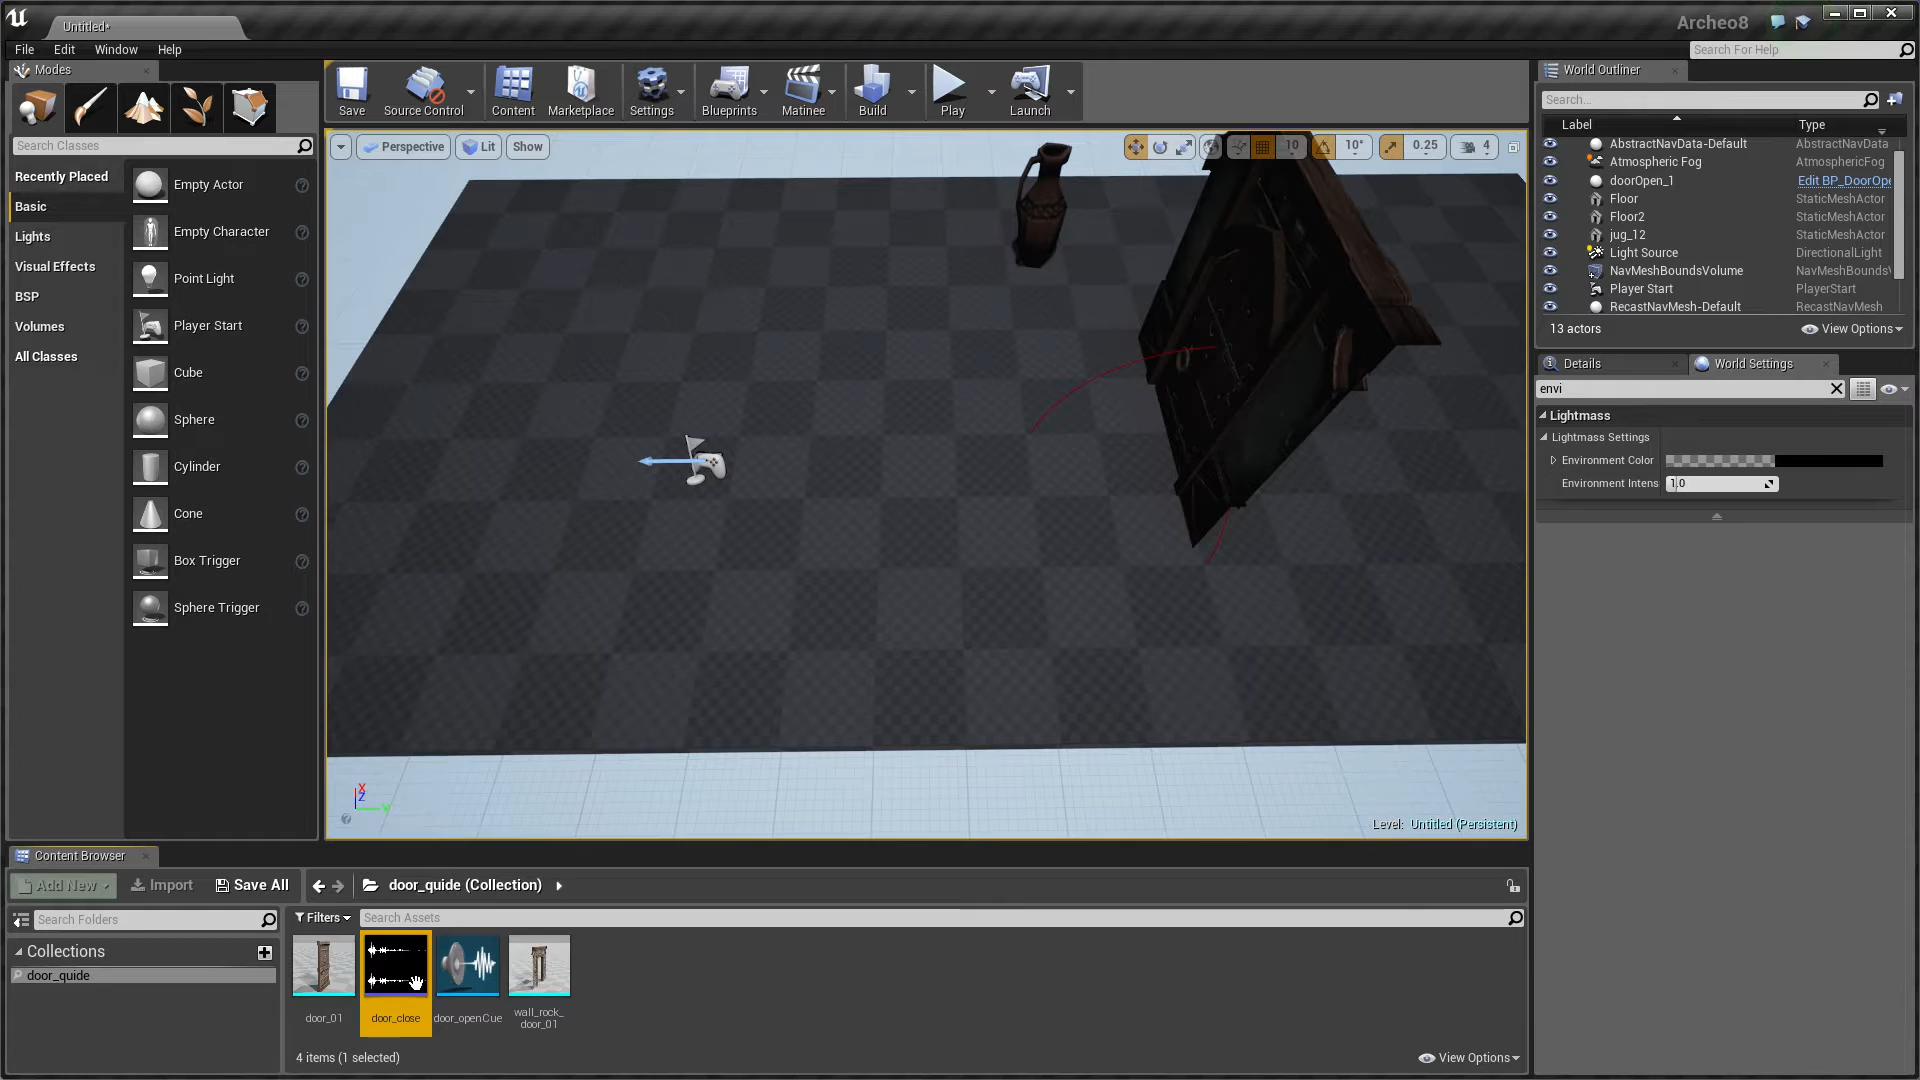 Untitled*
Archeo8
File Edit Window Help
Search For Help
Modes
Search Classes
Recently Placed
Basic
Lights
Visual Effects
BSP
Volumes
All Classes
Empty Actor
Empty Character
Point Light
Player Start
Cube
Sphere
Cylinder
Cone
Box Trigger
Sphere Trigger
Save
Source Control
Content
Marketplace
Settings
Blueprints
Matinee
Build
Play
Launch
Perspective
Lit
Show
10
10°
0.25
4
X
Z
Y
Level: Untitled (Persistent)
World Outliner
Search...
Label Type
AbstractNavData-Default AbstractNavData
Atmospheric Fog AtmosphericFog
doorOpen_1 Edit BP_DoorOpe
Floor StaticMeshActor
Floor2 StaticMeshActor
jug_12 StaticMeshActor
Light Source DirectionalLight
NavMeshBoundsVolume NavMeshBoundsV
Player Start PlayerStart
RecastNavMesh-Default RecastNavMesh
13 actors
View Options
Details
World Settings
envi
Lightmass
Lightmass Settings
Environment Color
Environment Intens 1.0
Content Browser
Add New
Import
Save All
door_quide (Collection)
Search Folders
Filters
Search Assets
Collections
door_quide
door_01
door_close
door_openCue
wall_rock_
door_01
4 items (1 selected)
View Options